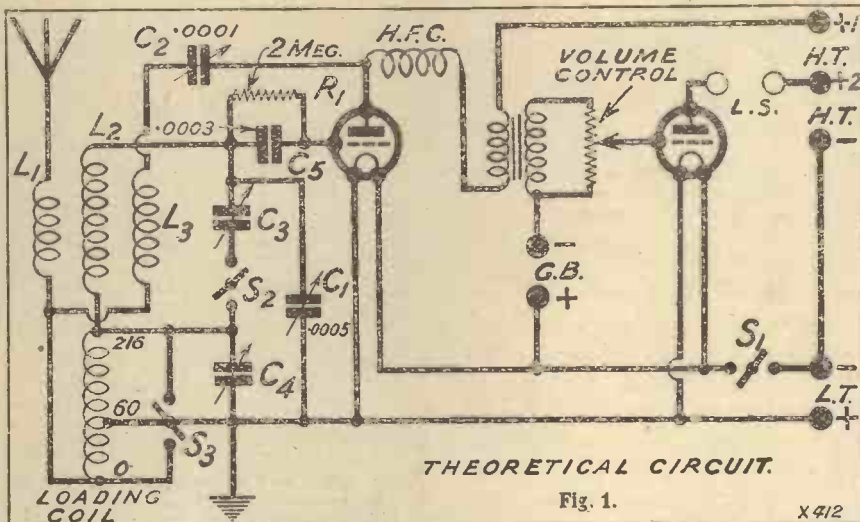 C2 .0001
H.F.C.
2 MEG.
R1
VOLUME
CONTROL
+1
H.T.
+2
L.S.
H.T.
-
.0003
C5
L1
L2
L3
C3
S2
C1
.0005
-
G.B.
+
S1
-
L.T.
+
216
C4
60
S3
0
LOADING
COIL
THEORETICAL CIRCUIT.
Fig. 1.
X412